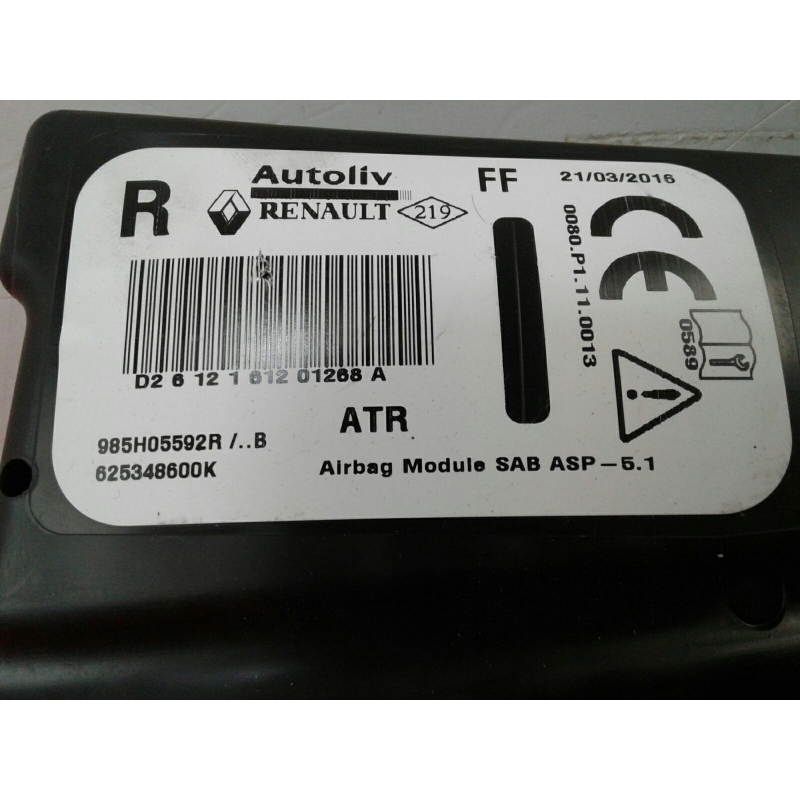 R
Autoliv
RENAULT 219
FF
21/03/2016
0080.P1.11.0013
CE
0589
D2 6 12 1 612 01268 A
ATR
985H05592R /..B
625348600K
Airbag Module SAB ASP-5.1